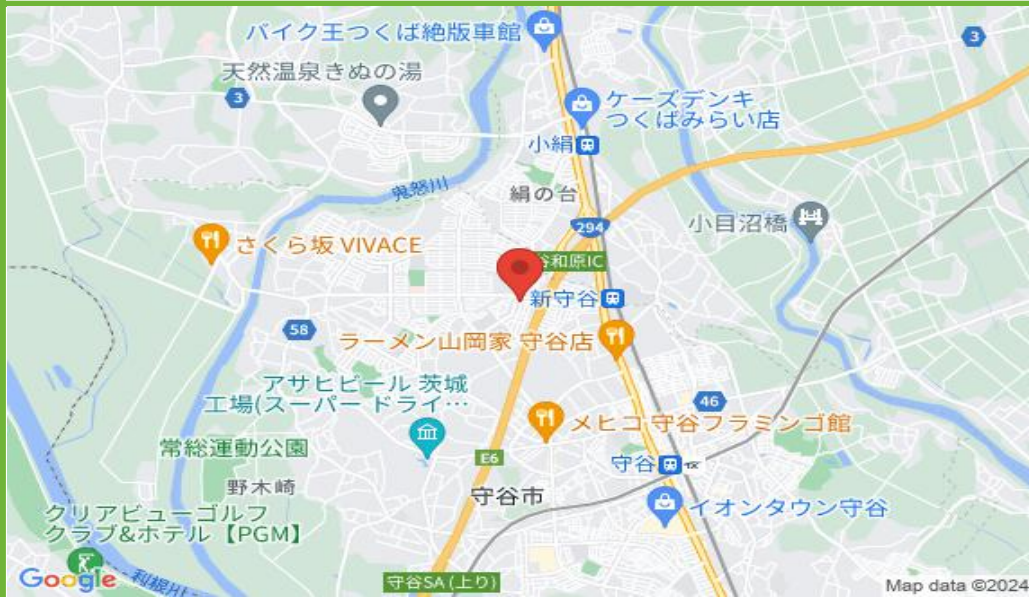 バイク王つくば絶版車館
3
天然温泉きぬの湯
3
ケーズデンキ
つくばみらい店
小絹
鬼怒川
絹の台
294
小目沼橋
さくら坂 VIVACE
谷和原IC
新守谷
58
ラーメン山岡家 守谷店
アサヒビール 茨城
工場(スーパー ドライ…
46
メヒコ 守谷フラミンゴ館
常総運動公園
E6
守谷
野木崎
守谷市
クリアビューゴルフ
クラブ&ホテル【PGM】
イオンタウン守谷
Google
利根川
守谷SA (上り)
Map data ©2024